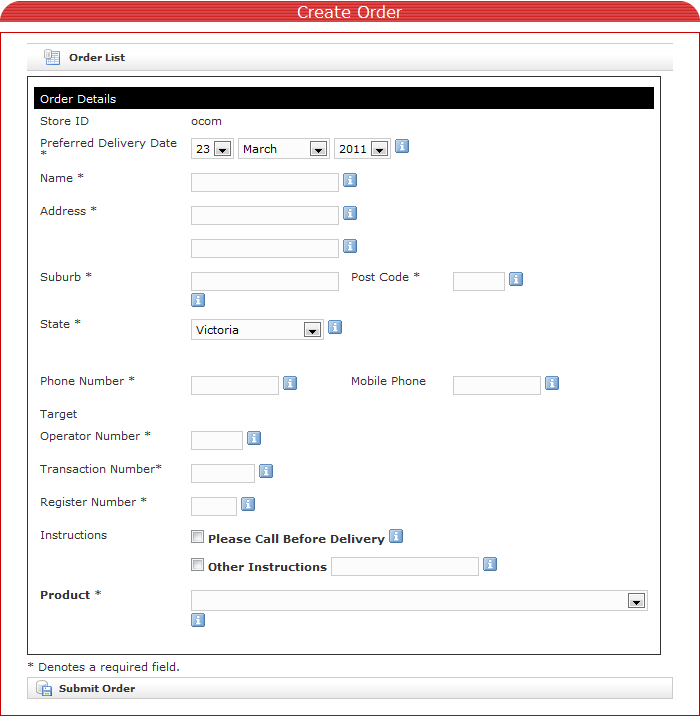 Create Order
Order List
Order Details
Store ID ocom
Preferred Delivery Date * 23 March 2011
Name *
Address *
Suburb * Post Code *
State * Victoria
Phone Number * Mobile Phone
Target
Operator Number *
Transaction Number*
Register Number *
Instructions Please Call Before Delivery
Other Instructions
Product *
* Denotes a required field.
Submit Order